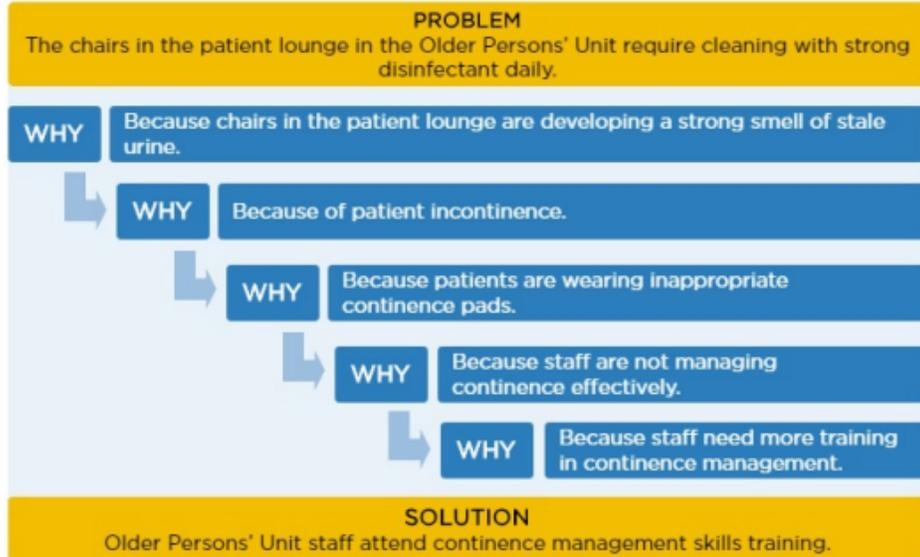 PROBLEM
The chairs in the patient lounge in the Older Persons' Unit require cleaning with strong
disinfectant daily.
WHY
Because chairs in the patient lounge are developing a strong smell of stale
urine.
WHY
Because of patient incontinence.
WHY
Because patients are wearing inappropriate
continence pads.
WHY
Because staff are not managing
continence effectively.
WHY
Because staff need more training
in continence management.
SOLUTION
Older Persons' Unit staff attend continence management skills training.